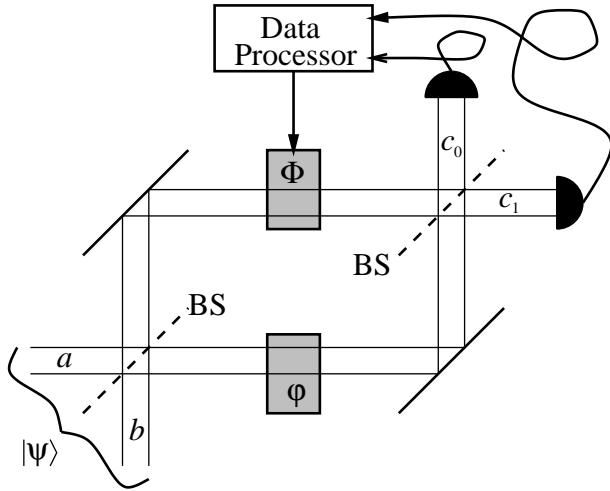 Data
Processor
Φ
c₀
c₁
BS
BS
a
φ
b
|ψ⟩